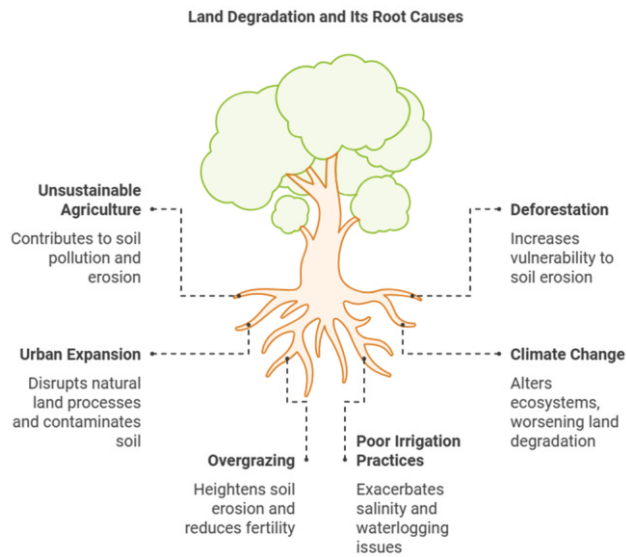 Land Degradation and Its Root Causes
Unsustainable
Agriculture
Contributes to soil
pollution and
erosion
Deforestation
Increases
vulnerability to
soil erosion
Urban Expansion
Disrupts natural
land processes
and contaminates
soil
Climate Change
Alters
ecosystems,
worsening land
degradation
Overgrazing
Heightens soil
erosion and
reduces fertility
Poor Irrigation
Practices
Exacerbates
salinity and
waterlogging
issues